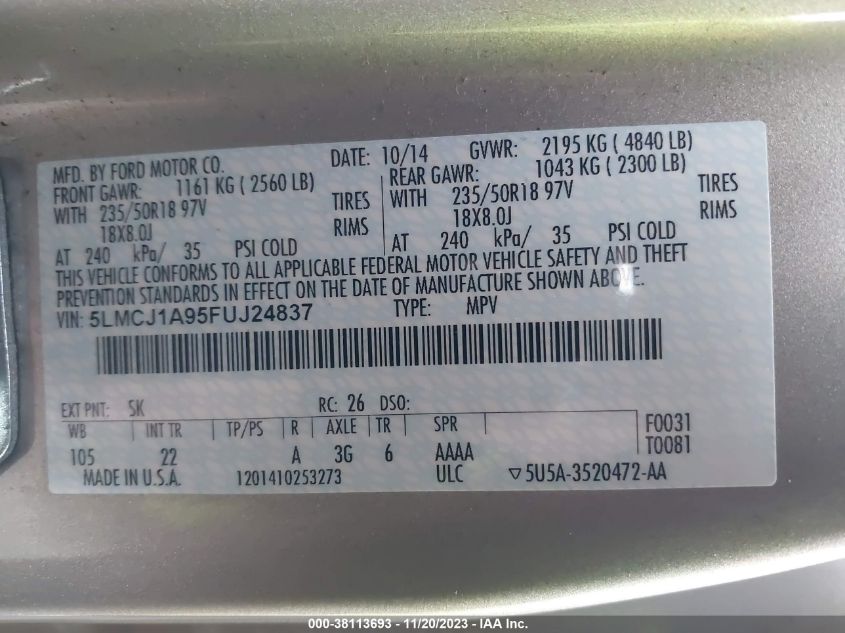 MFD. BY FORD MOTOR CO. DATE: 10/14 GVWR: 2195 KG ( 4840 LB)
FRONT GAWR: 1161 KG ( 2560 LB) REAR GAWR: 1043 KG ( 2300 LB)
WITH 235/50R18 97V TIRES WITH 235/50R18 97V TIRES
18X8.0J RIMS 18X8.0J RIMS
AT 240 kPa/ 35 PSI COLD AT 240 kPa/ 35 PSI COLD
THIS VEHICLE CONFORMS TO ALL APPLICABLE FEDERAL MOTOR VEHICLE SAFETY AND THEFT
PREVENTION STANDARDS IN EFFECT ON THE DATE OF MANUFACTURE SHOWN ABOVE.
VIN: 5LMCJ1A95FUJ24837 TYPE: MPV
EXT PNT: SK RC: 26 DSO:
WB INT TR TP/PS R AXLE TR SPR F0031
105 22 A 3G 6 AAAA T0081
MADE IN U.S.A. 1201410253273 ULC ▽5U5A-3520472-AA
000-38113693 - 11/20/2023 - IAA Inc.